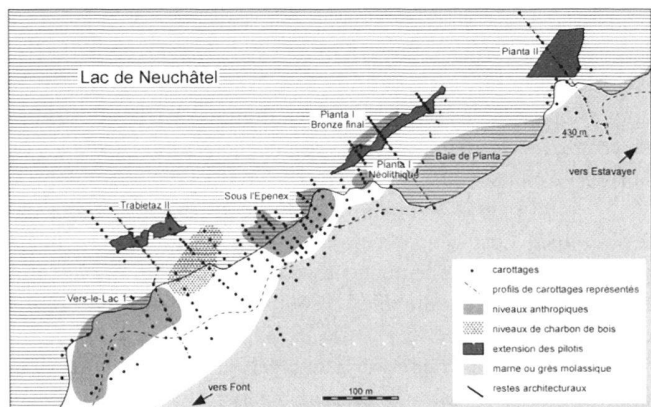 Pianta II
Lac de Neuchâtel
Pianta I
Bronze final
430 m
Baie de Pianta
Pianta I
Néolithique
vers Estavayer
Sous l'Epenex
Trabietaz II
Vers-le-Lac 1
carottages
profils de carottages représentés
niveaux anthropiques
niveaux de charbon de bois
extension des pilotis
marne ou grès molassique
restes architecturaux
vers Font
100 m